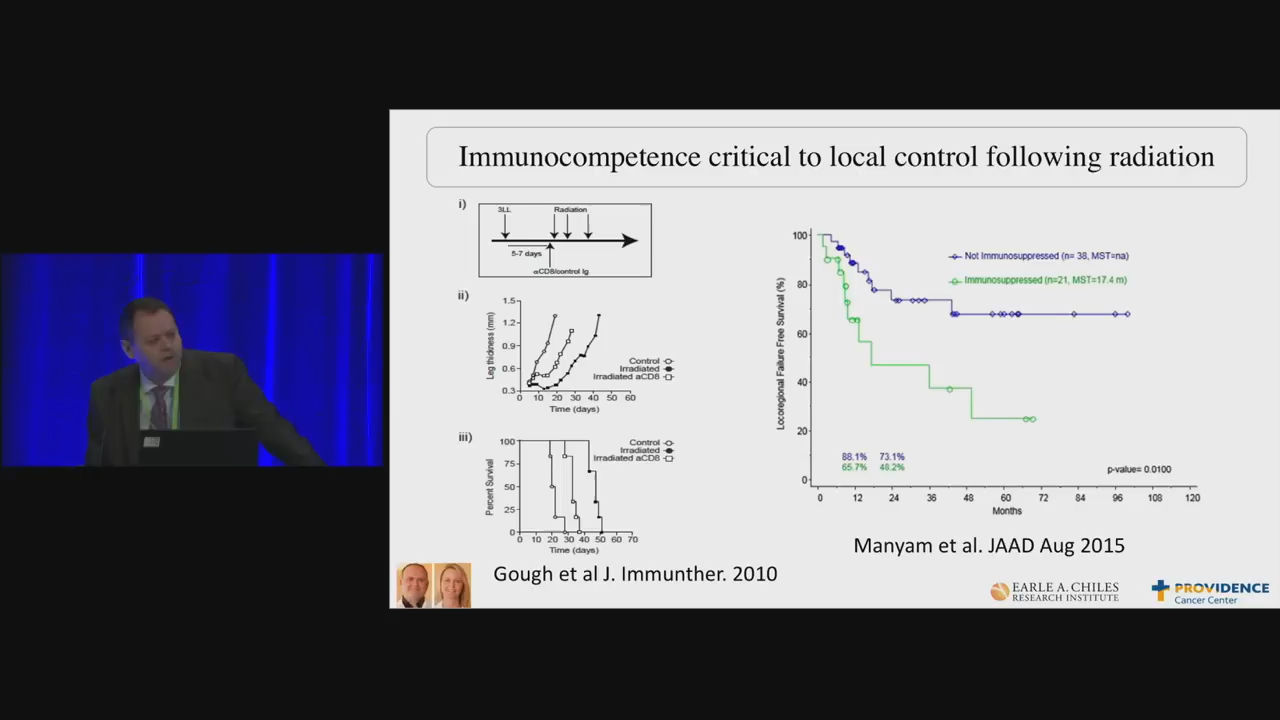 Immunocompetence critical to local control following radiation
i)
3LL
Radiation
5-7 days
αCD8/control Ig
ii)
1.5
1.2
0.9
0.6
0.3
Leg thickness (mm)
Control
Irradiated
Irradiated aCD8
0 10 20 30 40 50 60
Time (days)
iii)
100
75
50
25
0
Percent Survival
Control
Irradiated
Irradiated aCD8
0 10 20 30 40 50 60 70
Time (days)
Gough et al J. Immunther. 2010
100
80
60
40
20
0
Locoregional Failure Free Survival (%)
Not Immunosuppressed (n= 38, MST=na)
Immunosuppressed (n=21, MST=17.4 m)
88.1% 73.1%
65.7% 48.2%
p-value= 0.0100
0 12 24 36 48 60 72 84 96 108 120
Months
Manyam et al. JAAD Aug 2015
EARLE A. CHILES
RESEARCH INSTITUTE
PROVIDENCE
Cancer Center